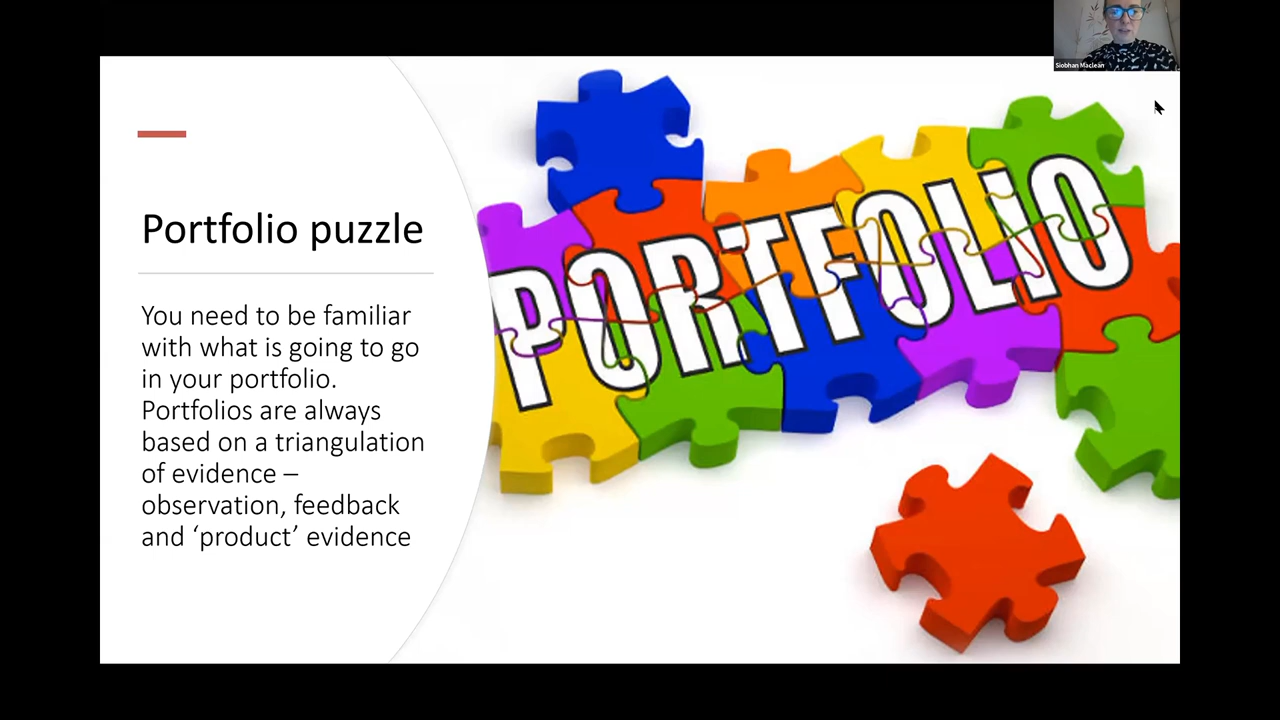 Siobhan Maclean
Portfolio puzzle
You need to be familiar
with what is going to go
in your portfolio.
Portfolios are always
based on a triangulation
of evidence –
observation, feedback
and ‘product’ evidence
PORTFOLIO